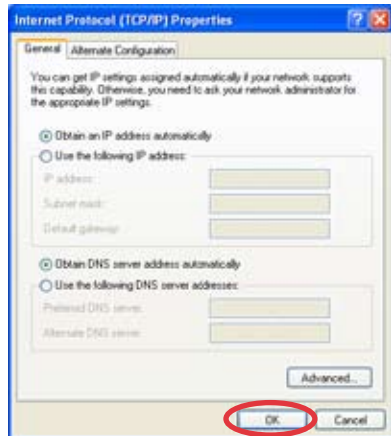 Internet Protocol (TCP/IP) Properties
General
Alternate Configuration
You can get IP settings assigned automatically if your network supports
this capability. Otherwise, you need to ask your network administrator for
the appropriate IP settings.
Obtain an IP address automatically
Use the following IP address:
IP address:
Subnet mask:
Default gateway:
Obtain DNS server address automatically
Use the following DNS server addresses:
Preferred DNS server:
Alternate DNS server:
Advanced...
OK
Cancel